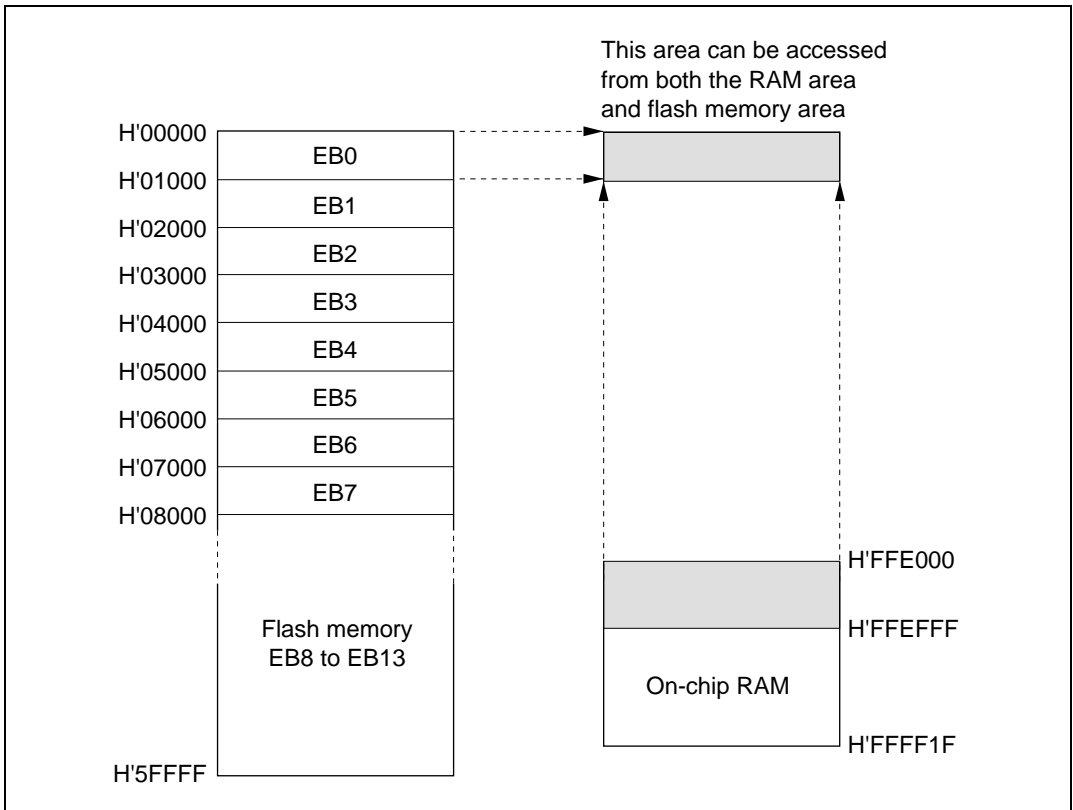 This area can be accessed
from both the RAM area
and flash memory area
H'00000
EB0
H'01000
EB1
H'02000
EB2
H'03000
EB3
H'04000
EB4
H'05000
EB5
H'06000
EB6
H'07000
EB7
H'08000
Flash memory
EB8 to EB13
H'5FFFF
H'FFE000
H'FFEFFF
On-chip RAM
H'FFFF1F